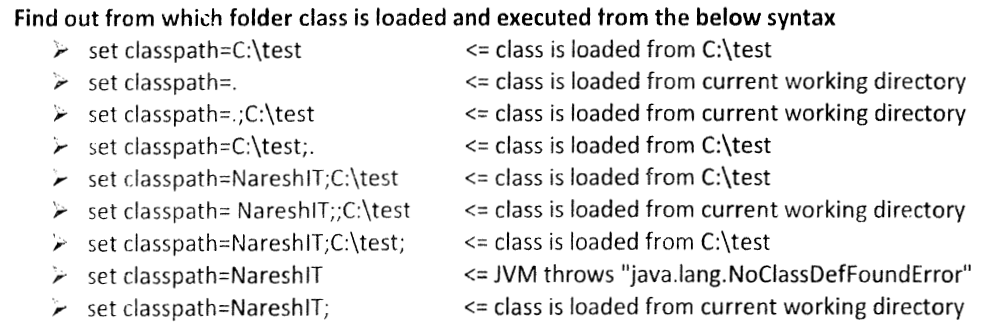 Find out from which folder class is loaded and executed from the below syntax
➢ set classpath=C:\test <= class is loaded from C:\test
➢ set classpath=. <= class is loaded from current working directory
➢ set classpath=.;C:\test <= class is loaded from current working directory
➢ set classpath=C:\test;. <= class is loaded from C:\test
➢ set classpath=NareshIT;C:\test <= class is loaded from C:\test
➢ set classpath= NareshIT;;C:\test <= class is loaded from current working directory
➢ set classpath=NareshIT;C:\test; <= class is loaded from C:\test
➢ set classpath=NareshIT <= JVM throws "java.lang.NoClassDefFoundError"
➢ set classpath=NareshIT; <= class is loaded from current working directory